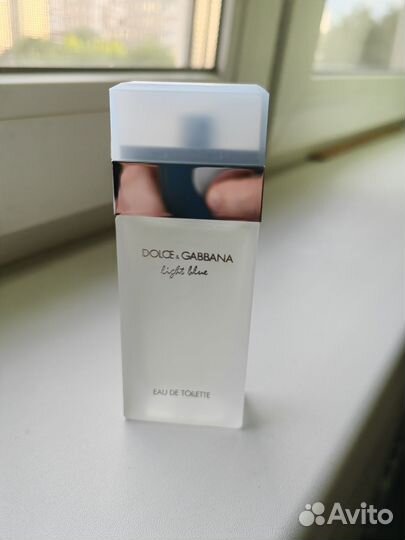 DOLCE & GABBANA
light blue
EAU DE TOILETTE
Avito